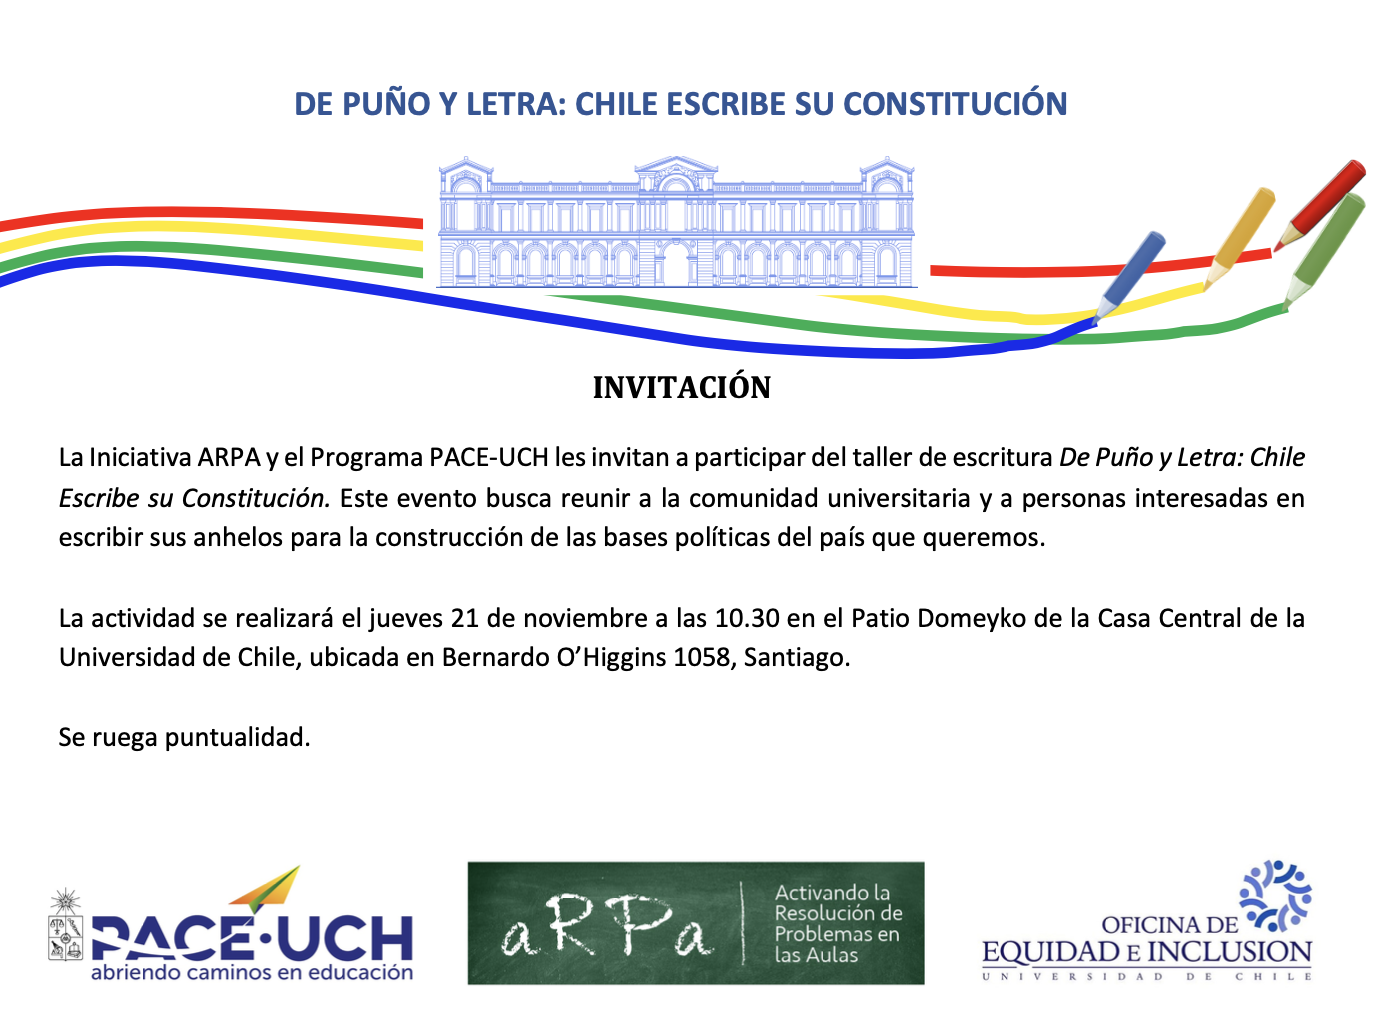 DE PUÑO Y LETRA: CHILE ESCRIBE SU CONSTITUCIÓN
INVITACIÓN
La Iniciativa ARPA y el Programa PACE-UCH les invitan a participar del taller de escritura De Puño y Letra: Chile
Escribe su Constitución. Este evento busca reunir a la comunidad universitaria y a personas interesadas en
escribir sus anhelos para la construcción de las bases políticas del país que queremos.
La actividad se realizará el jueves 21 de noviembre a las 10.30 en el Patio Domeyko de la Casa Central de la
Universidad de Chile, ubicada en Bernardo O’Higgins 1058, Santiago.
Se ruega puntualidad.
PACE·UCH
abriendo caminos en educación
aRPa
Activando la
Resolución de
Problemas en
las Aulas
OFICINA DE
EQUIDAD E INCLUSION
UNIVERSIDAD DE CHILE